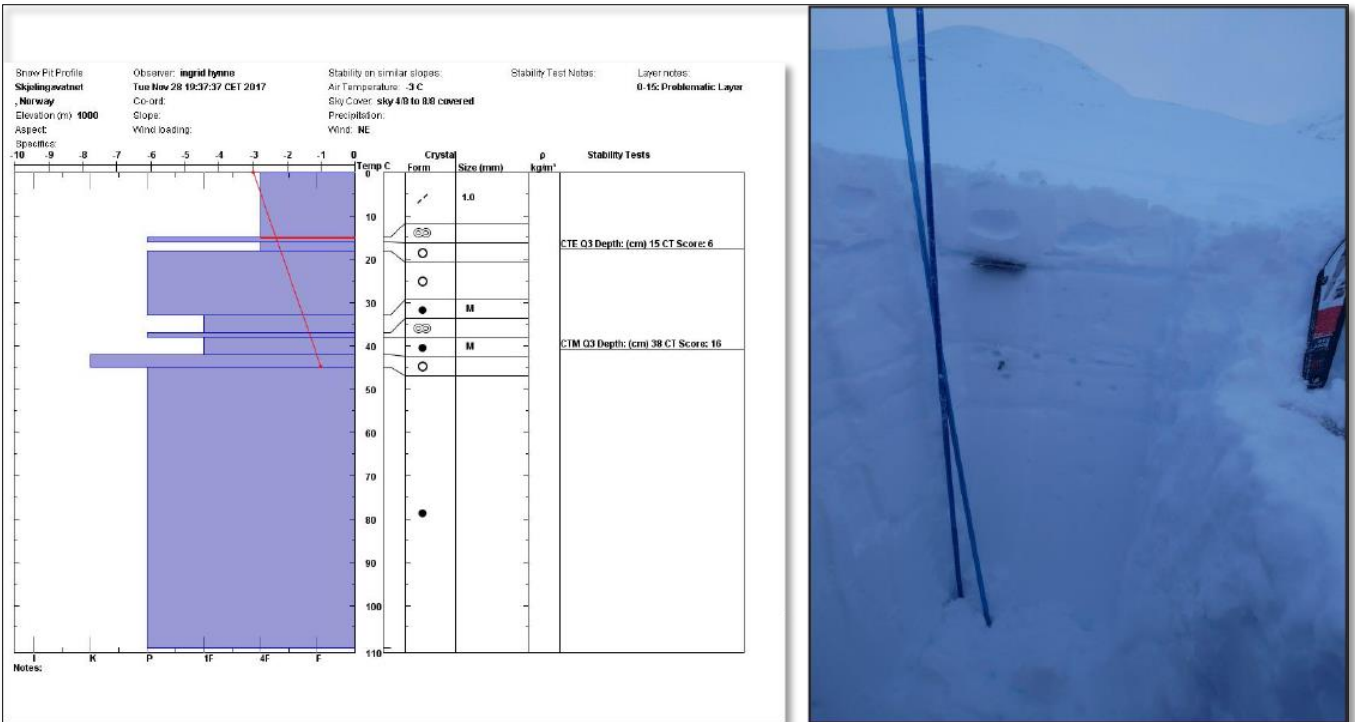 Snow Pit Profile
Skjelingavatnet
, Norway
Elevation (m) 1000
Aspect:
Specifics:
Observer: ingrid hynne
Tue Nov 28 19:37:37 CET 2017
Co-ord:
Slope:
Wind loading:
Stability on similar slopes:
Air Temperature: -3 C
Sky Cover: sky 4/8 to 8/8 covered
Precipitation:
Wind: NE
Stability Test Notes:
Layer notes:
0-15: Problematic Layer
-10 -9 -8 -7 -6 -5 -4 -3 -2 -1 0
Temp C
Crystal
Form Size (mm)
ρ
kg/m³
Stability Tests
0
1.0
10
CTE Q3 Depth: (cm) 15 CT Score: 6
20
30
M
40
M
CTM Q3 Depth: (cm) 38 CT Score: 16
50
60
70
80
90
100
110
I K P 1F 4F F
Notes: